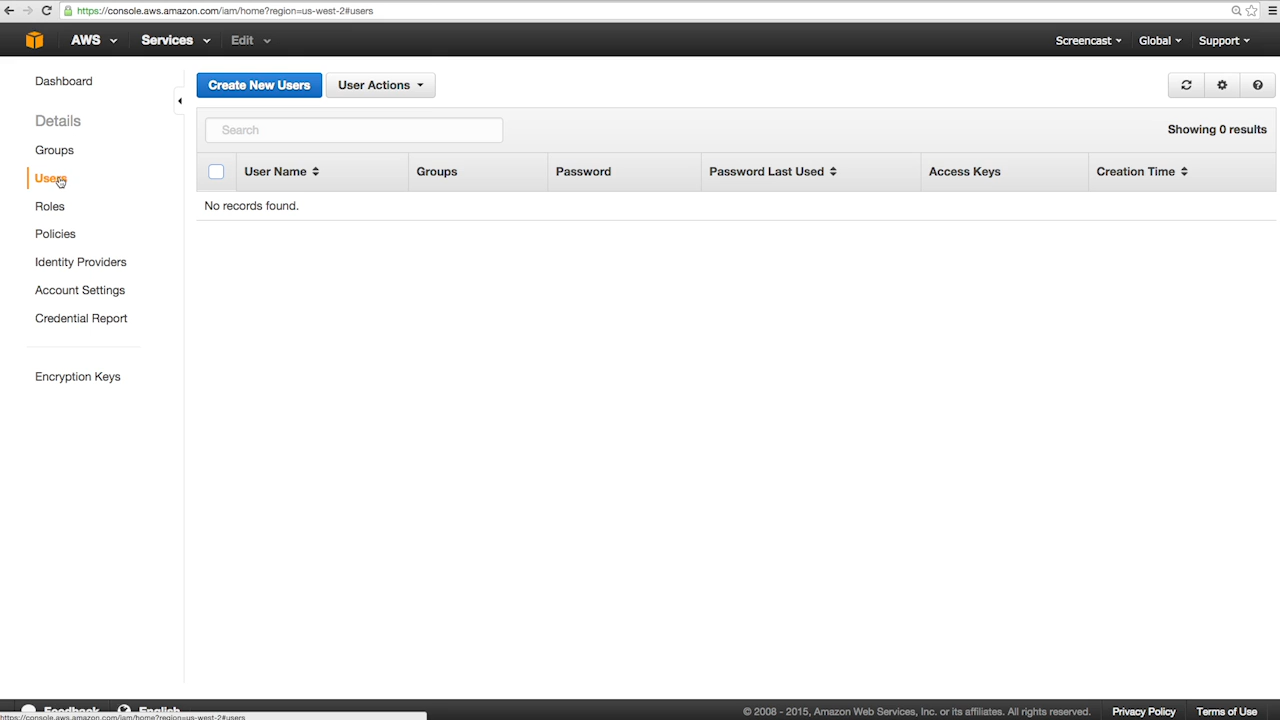 https://console.aws.amazon.com/iam/home?region=us-west-2#users
AWS Services Edit Screencast Global Support
Dashboard
Details
Groups
Users
Roles
Policies
Identity Providers
Account Settings
Credential Report
Encryption Keys
Create New Users User Actions
Search Showing 0 results
User Name Groups Password Password Last Used Access Keys Creation Time
No records found.
Feedback English © 2008 - 2015, Amazon Web Services, Inc. or its affiliates. All rights reserved. Privacy Policy Terms of Use
https://console.aws.amazon.com/iam/home?region=us-west-2#users